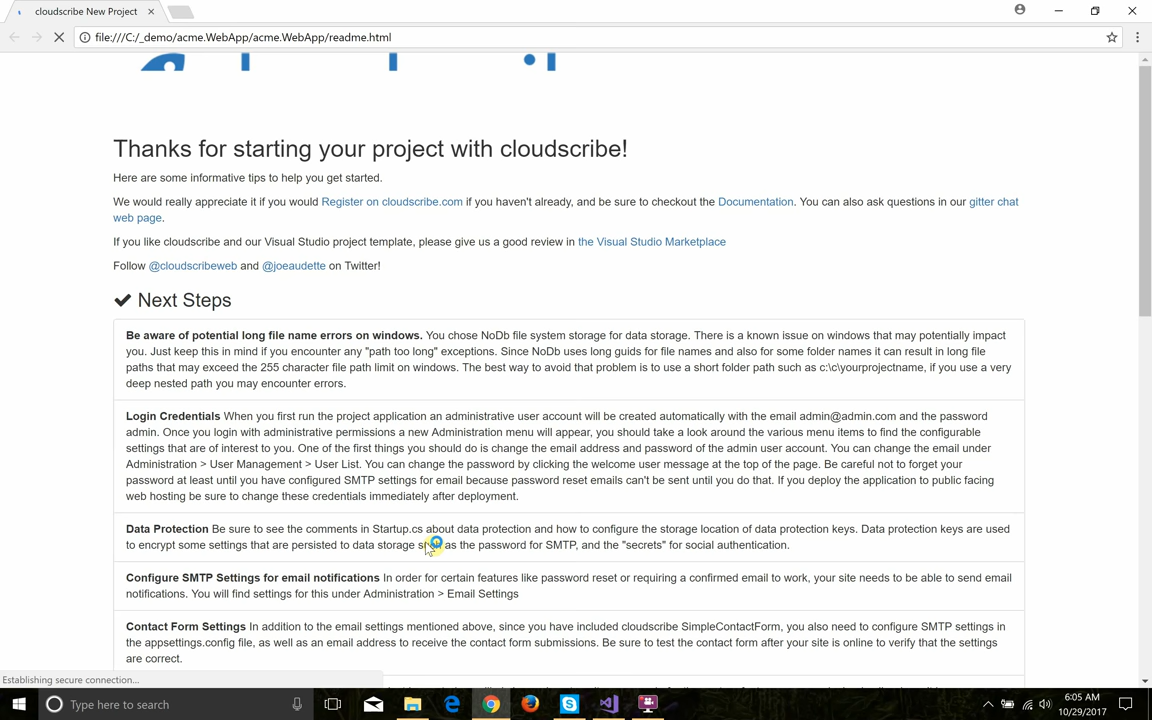 cloudscribe New Project
file:///C:/_demo/acme.WebApp/acme.WebApp/readme.html
Thanks for starting your project with cloudscribe!
Here are some informative tips to help you get started.
We would really appreciate it if you would Register on cloudscribe.com if you haven't already, and be sure to checkout the Documentation. You can also ask questions in our gitter chat
web page.
If you like cloudscribe and our Visual Studio project template, please give us a good review in the Visual Studio Marketplace
Follow @cloudscribeweb and @joeaudette on Twitter!
Next Steps
Be aware of potential long file name errors on windows. You chose NoDb file system storage for data storage. There is a known issue on windows that may potentially impact
you. Just keep this in mind if you encounter any "path too long" exceptions. Since NoDb uses long guids for file names and also for some folder names it can result in long file
paths that may exceed the 255 character file path limit on windows. The best way to avoid that problem is to use a short folder path such as c:\c\yourprojectname, if you use a very
deep nested path you may encounter errors.
Login Credentials When you first run the project application an administrative user account will be created automatically with the email admin@admin.com and the password
admin. Once you login with administrative permissions a new Administration menu will appear, you should take a look around the various menu items to find the configurable
settings that are of interest to you. One of the first things you should do is change the email address and password of the admin user account. You can change the email under
Administration > User Management > User List. You can change the password by clicking the welcome user message at the top of the page. Be careful not to forget your
password at least until you have configured SMTP settings for email because password reset emails can't be sent until you do that. If you deploy the application to public facing
web hosting be sure to change these credentials immediately after deployment.
Data Protection Be sure to see the comments in Startup.cs about data protection and how to configure the storage location of data protection keys. Data protection keys are used
to encrypt some settings that are persisted to data storage as the password for SMTP, and the "secrets" for social authentication.
Configure SMTP Settings for email notifications In order for certain features like password reset or requiring a confirmed email to work, your site needs to be able to send email
notifications. You will find settings for this under Administration > Email Settings
Contact Form Settings In addition to the email settings mentioned above, since you have included cloudscribe SimpleContactForm, you also need to configure SMTP settings in
the appsettings.config file, as well as an email address to receive the contact form submissions. Be sure to test the contact form after your site is online to verify that the settings
are correct.
Establishing secure connection...
Type here to search
6:05 AM
10/29/2017